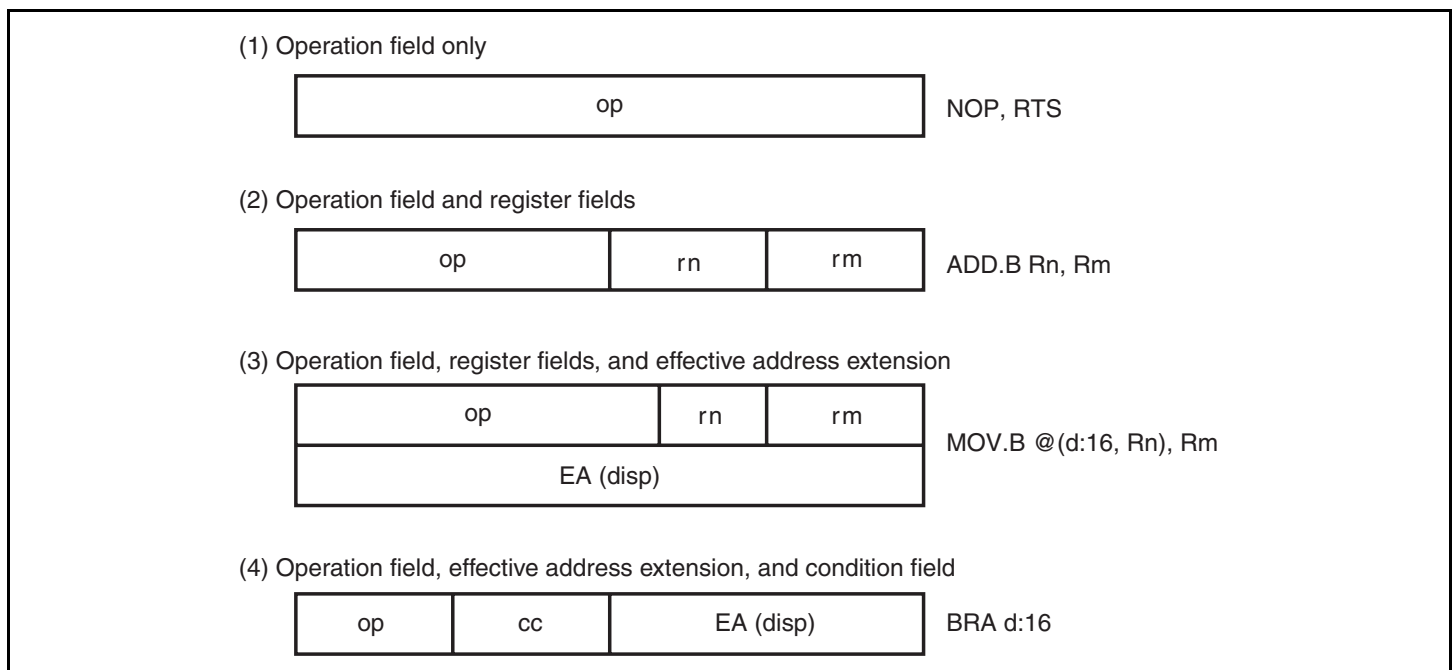 (1) Operation field only
op
NOP, RTS
(2) Operation field and register fields
op rn rm
ADD.B Rn, Rm
(3) Operation field, register fields, and effective address extension
op rn rm
EA (disp)
MOV.B @(d:16, Rn), Rm
(4) Operation field, effective address extension, and condition field
op cc EA (disp)
BRA d:16